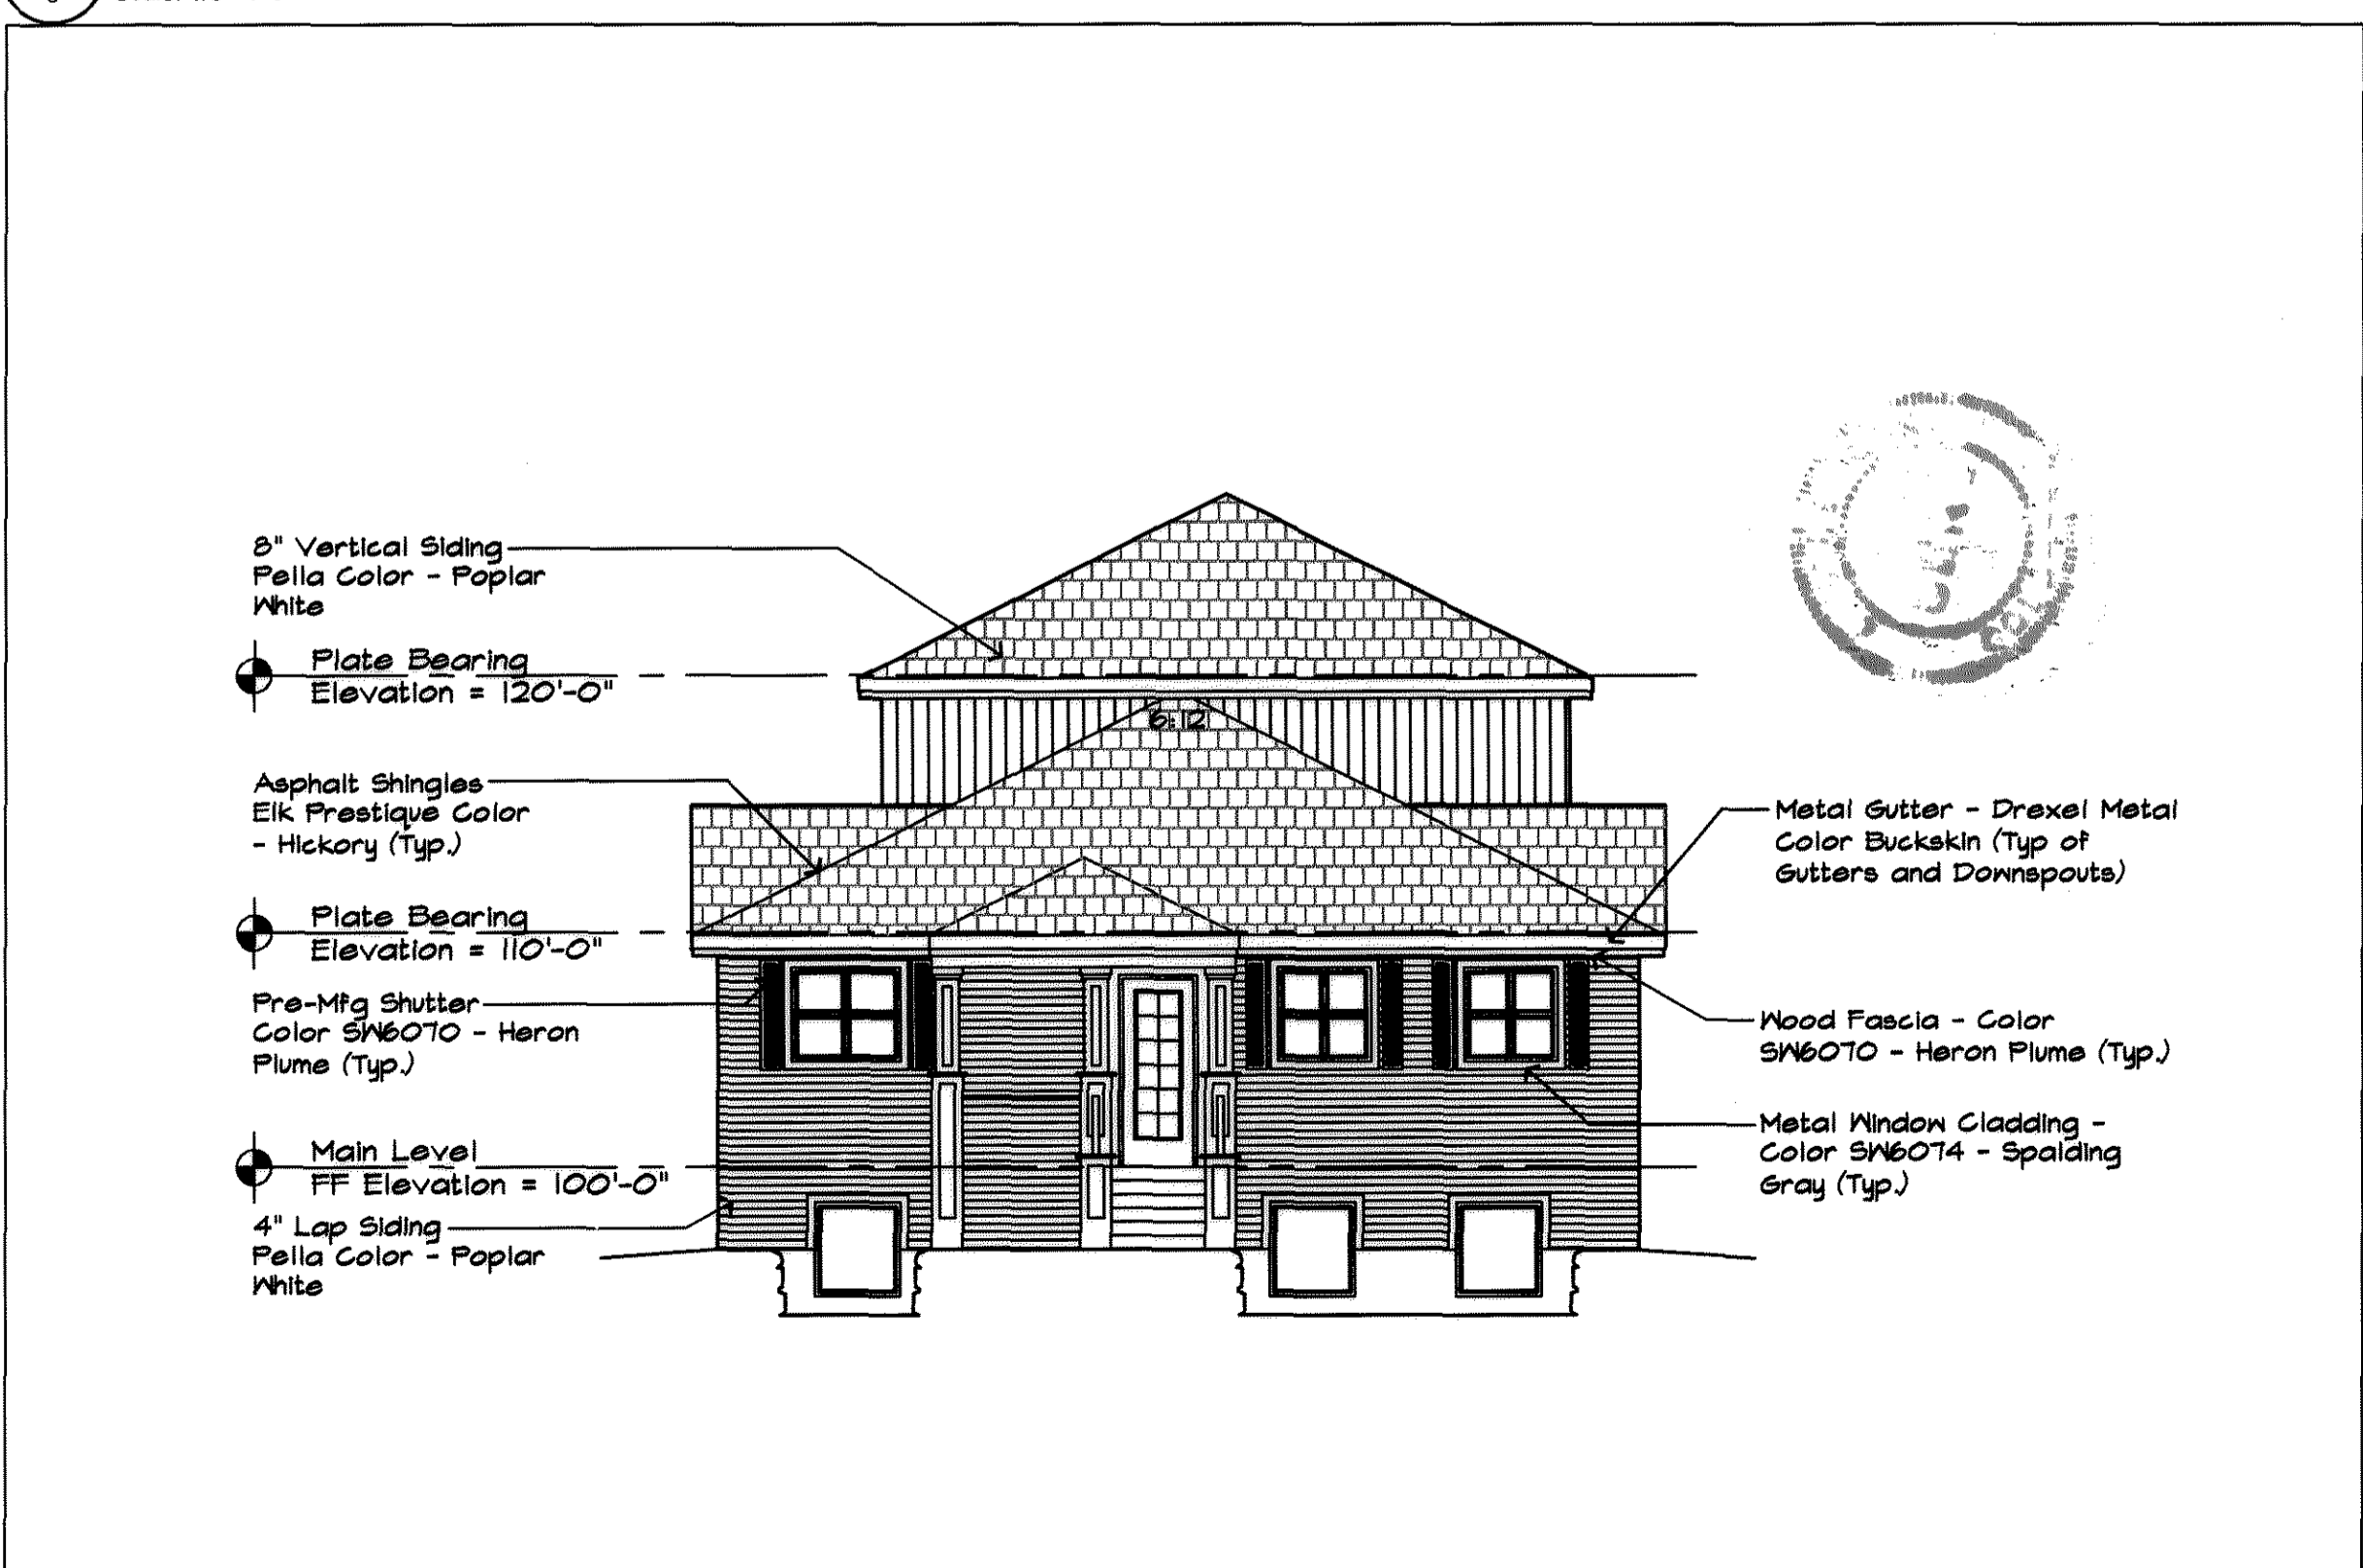 8" Vertical Siding
Pella Color - Poplar
White
Plate Bearing
Elevation = 120'-0"
6:12
Asphalt Shingles
Elk Prestique Color
- Hickory (Typ.)
Plate Bearing
Elevation = 110'-0"
Pre-Mfg Shutter
Color SW6070 - Heron
Plume (Typ.)
Main Level
FF Elevation = 100'-0"
4" Lap Siding
Pella Color - Poplar
White
Metal Gutter - Drexel Metal
Color Buckskin (Typ of
Gutters and Downspouts)
Wood Fascia - Color
SW6070 - Heron Plume (Typ.)
Metal Window Cladding -
Color SW6074 - Spalding
Gray (Typ.)